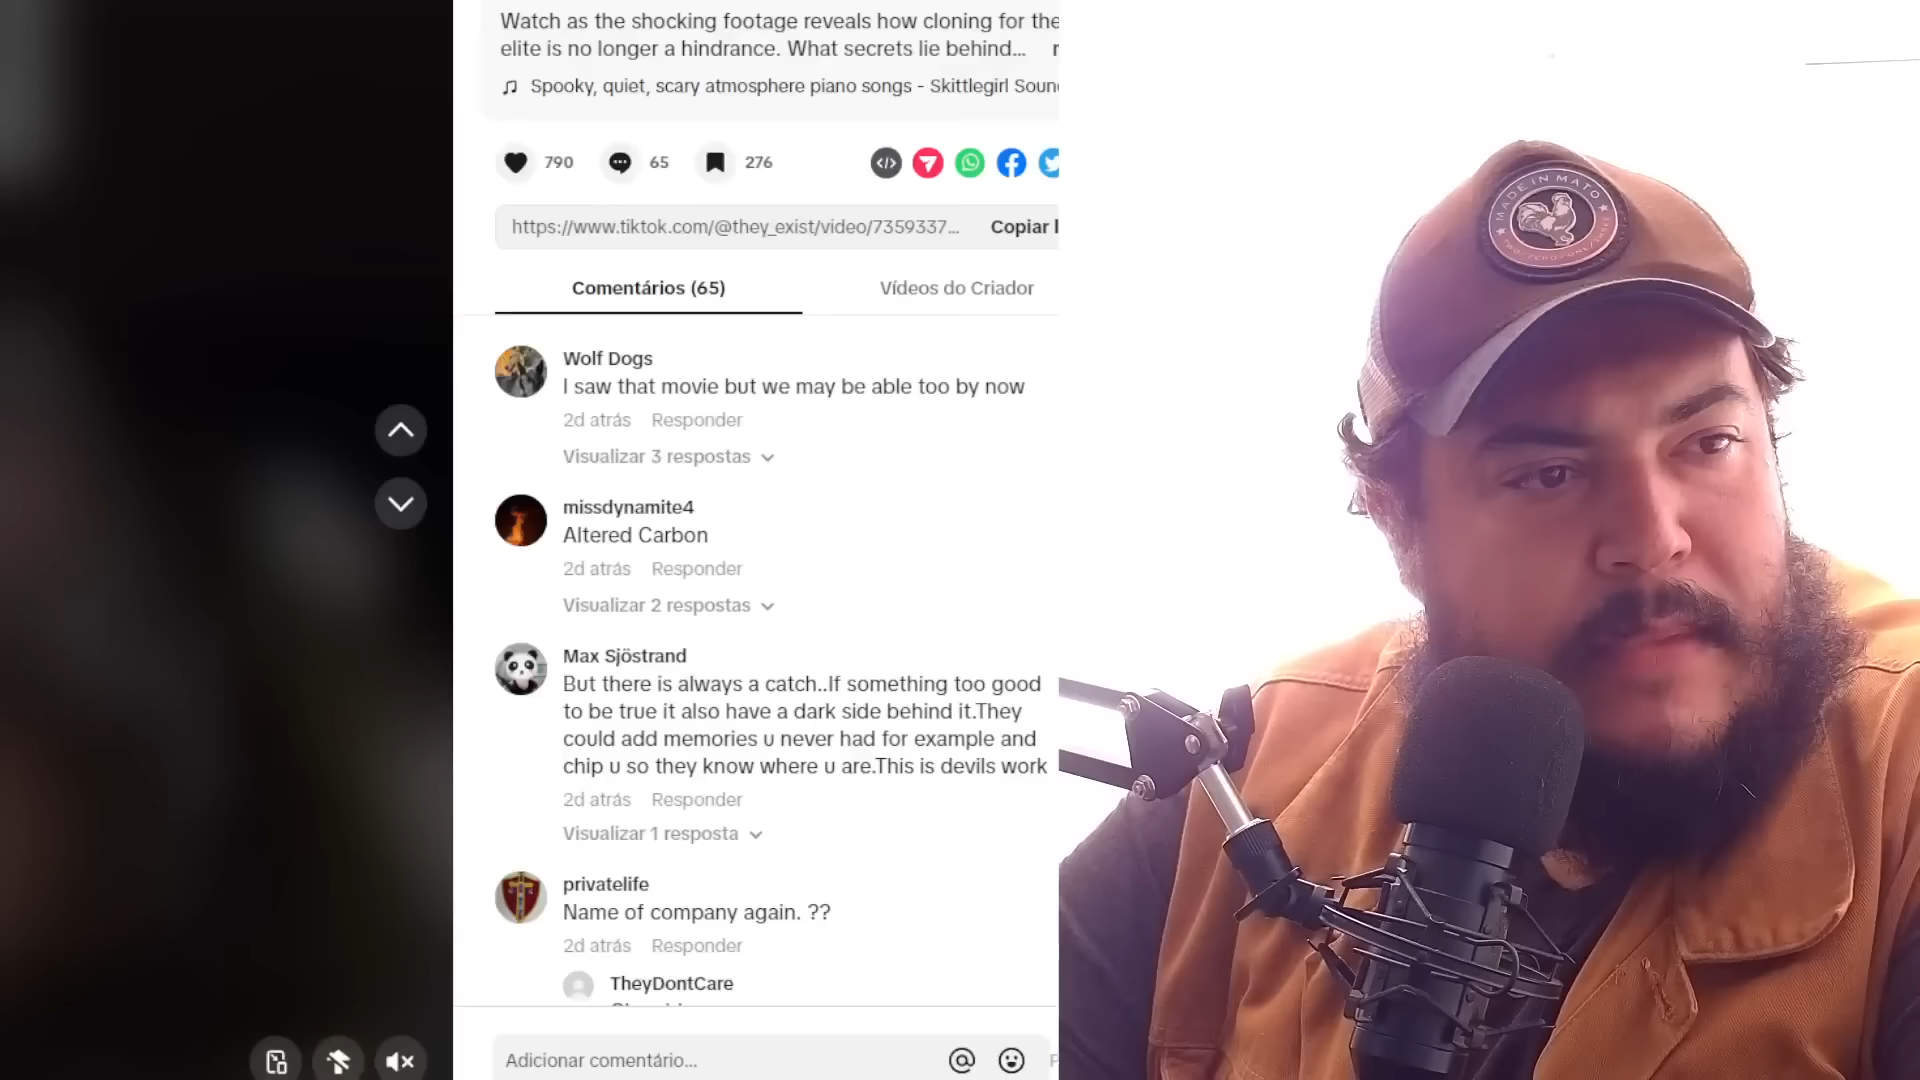 Watch as the shocking footage reveals how cloning for the
elite is no longer a hindrance. What secrets lie behind...
Spooky, quiet, scary atmosphere piano songs - Skittlegirl Soun
790
65
276
https://www.tiktok.com/@they_exist/video/7359337...
Copiar l
Comentários (65)
Vídeos do Criador
Wolf Dogs
I saw that movie but we may be able too by now
2d atrás Responder
Visualizar 3 respostas
missdynamite4
Altered Carbon
2d atrás Responder
Visualizar 2 respostas
Max Sjöstrand
But there is always a catch..If something too good
to be true it also have a dark side behind it.They
could add memories u never had for example and
chip u so they know where u are.This is devils work
2d atrás Responder
Visualizar 1 resposta
privatelife
Name of company again. ??
2d atrás Responder
TheyDontCare
Adicionar comentário...
MADE IN MATO